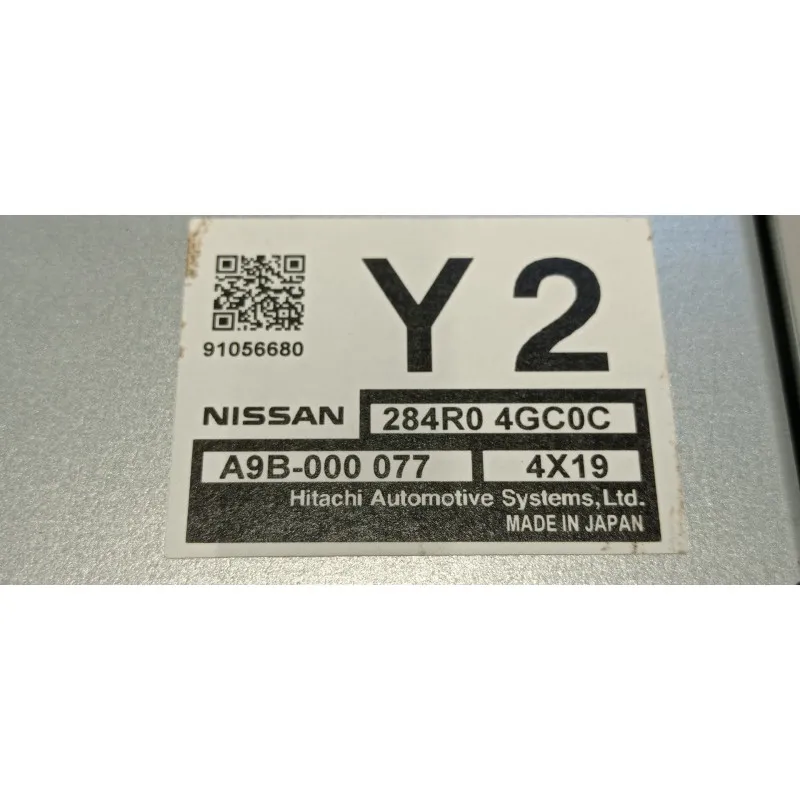 Y2
91056680
NISSAN 284R0 4GC0C
A9B-000 077 4X19
Hitachi Automotive Systems,Ltd.
MADE IN JAPAN